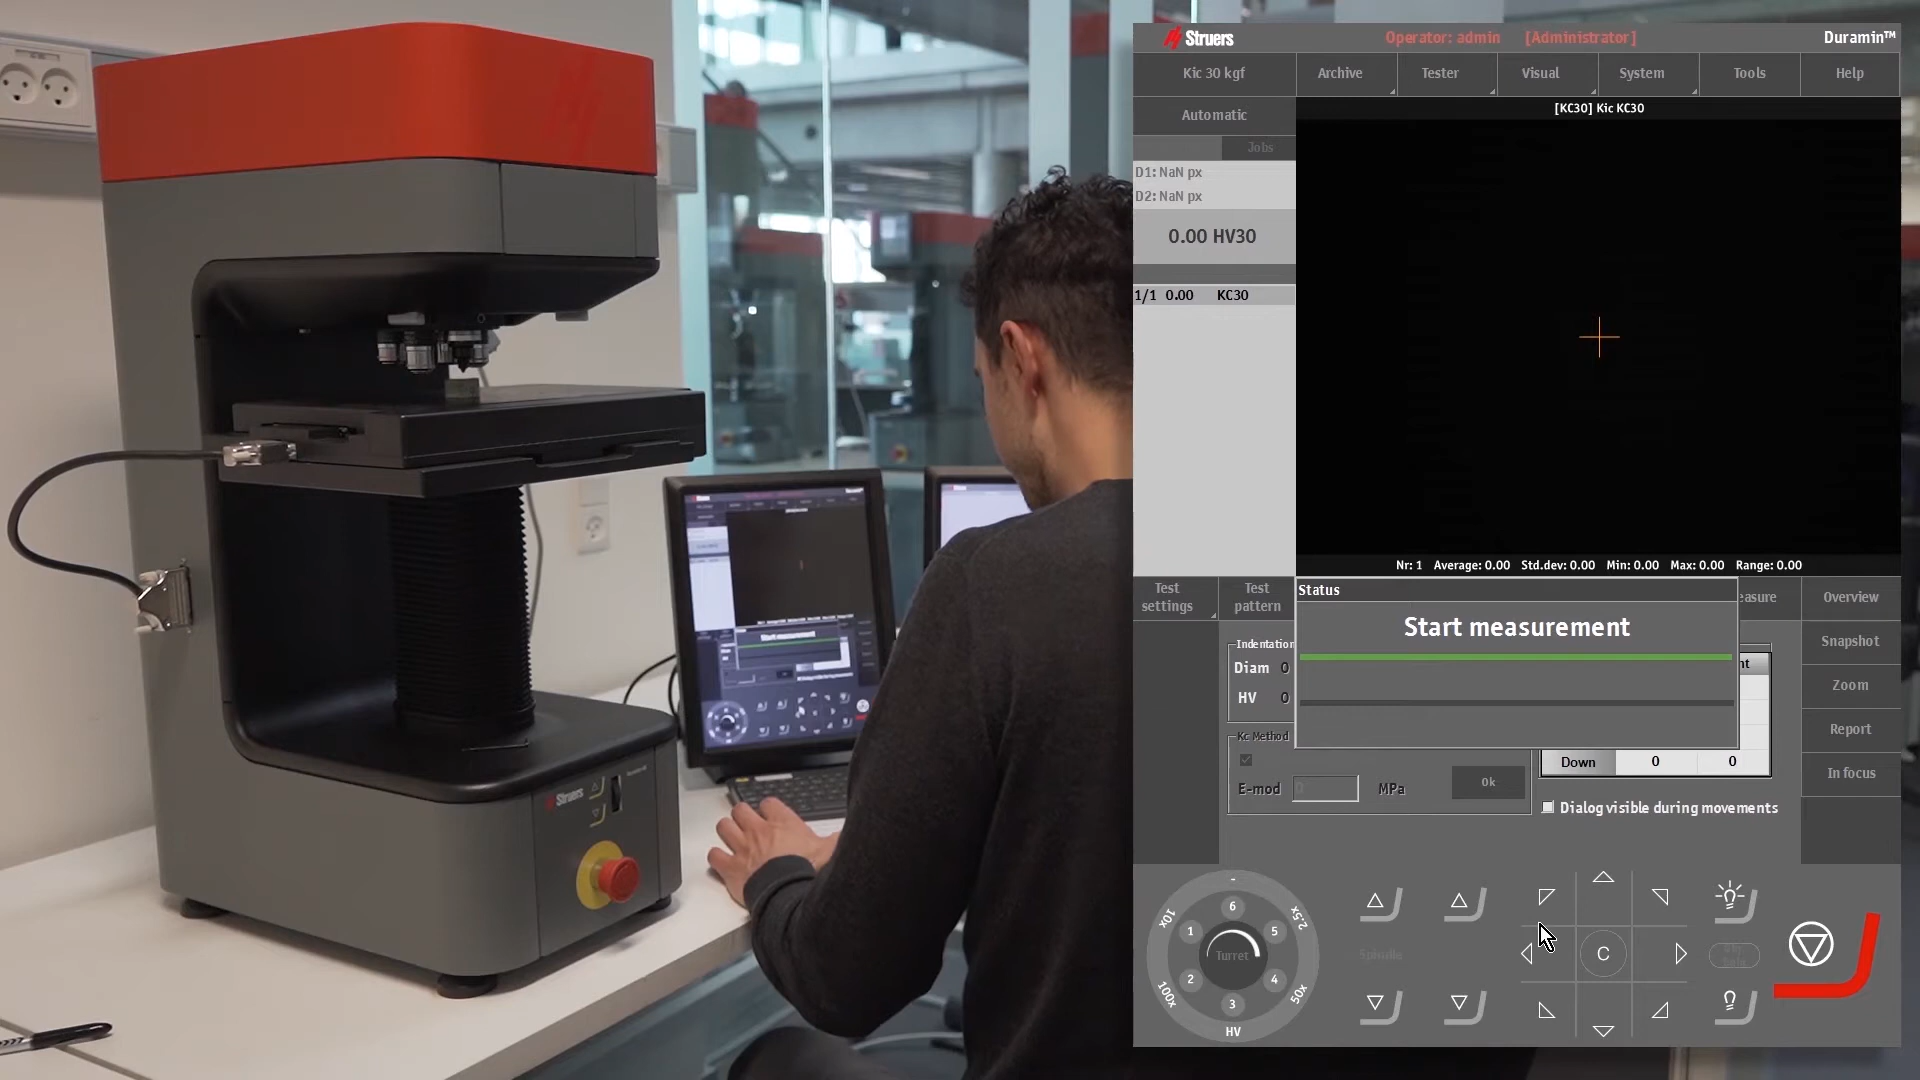 Struers
Operator: admin [Administrator]
Duramin™
Kic 30 kgf
Archive
Tester
Visual
System
Tools
Help
Automatic
[KC30] Kic KC30
Jobs
D1: NaN px
D2: NaN px
0.00 HV30
1/1 0.00 KC30
Nr: 1 Average: 0.00 Std.dev: 0.00 Min: 0.00 Max: 0.00 Range: 0.00
Test settings
Test pattern
Status
easure
Overview
Start measurement
Snapshot
Indentation
Diam 0
nt
HV 0
Zoom
Kc Method
Report
Down 0 0
In focus
E-mod 0 MPa
Ok
Dialog visible during movements
-
6
10x
2.5x
1
5
Turret
Spindle
C
2
4
100x
50x
3
HV
Struers